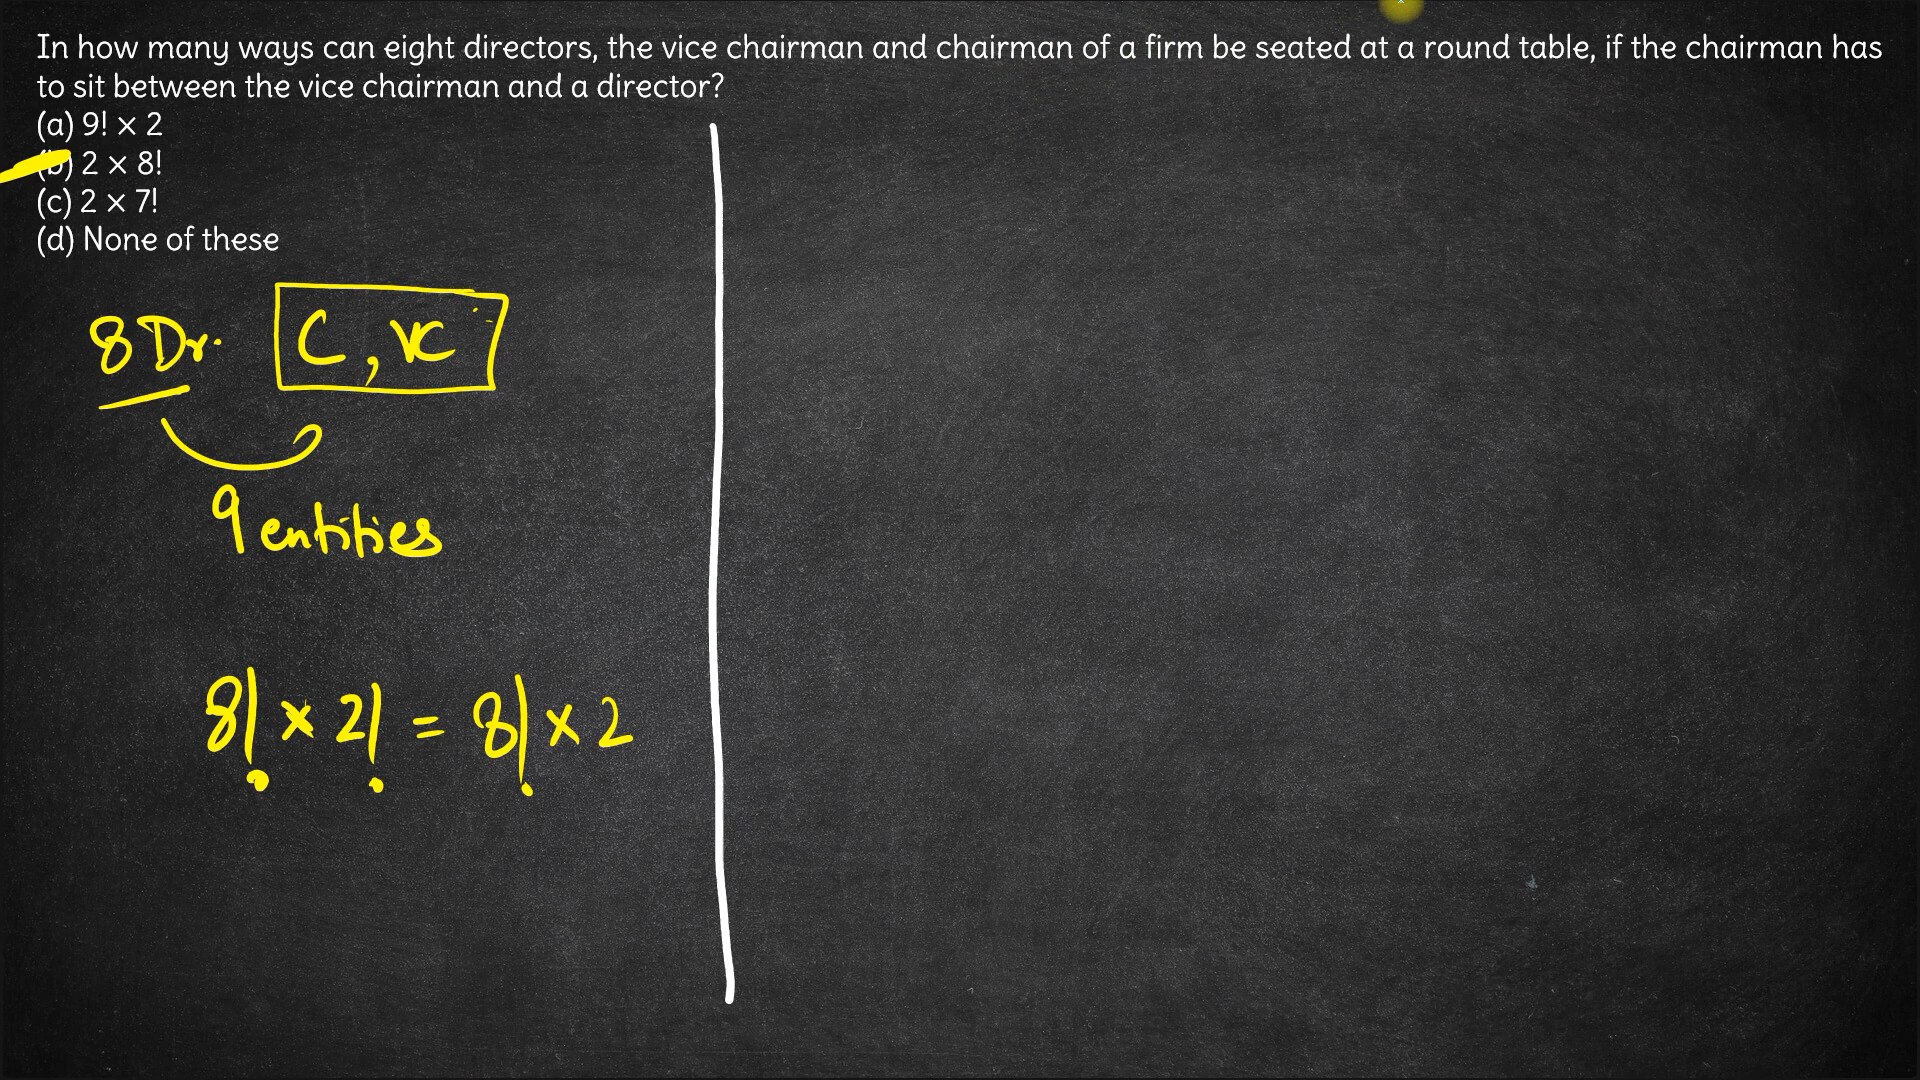 In how many ways can eight directors, the vice chairman and chairman of a firm be seated at a round table, if the chairman has
to sit between the vice chairman and a director?
(a) 9! × 2
(b) 2 × 8!
(c) 2 × 7!
(d) None of these
8 Dr. C, VC
9 entities
8! × 2! = 8! × 2